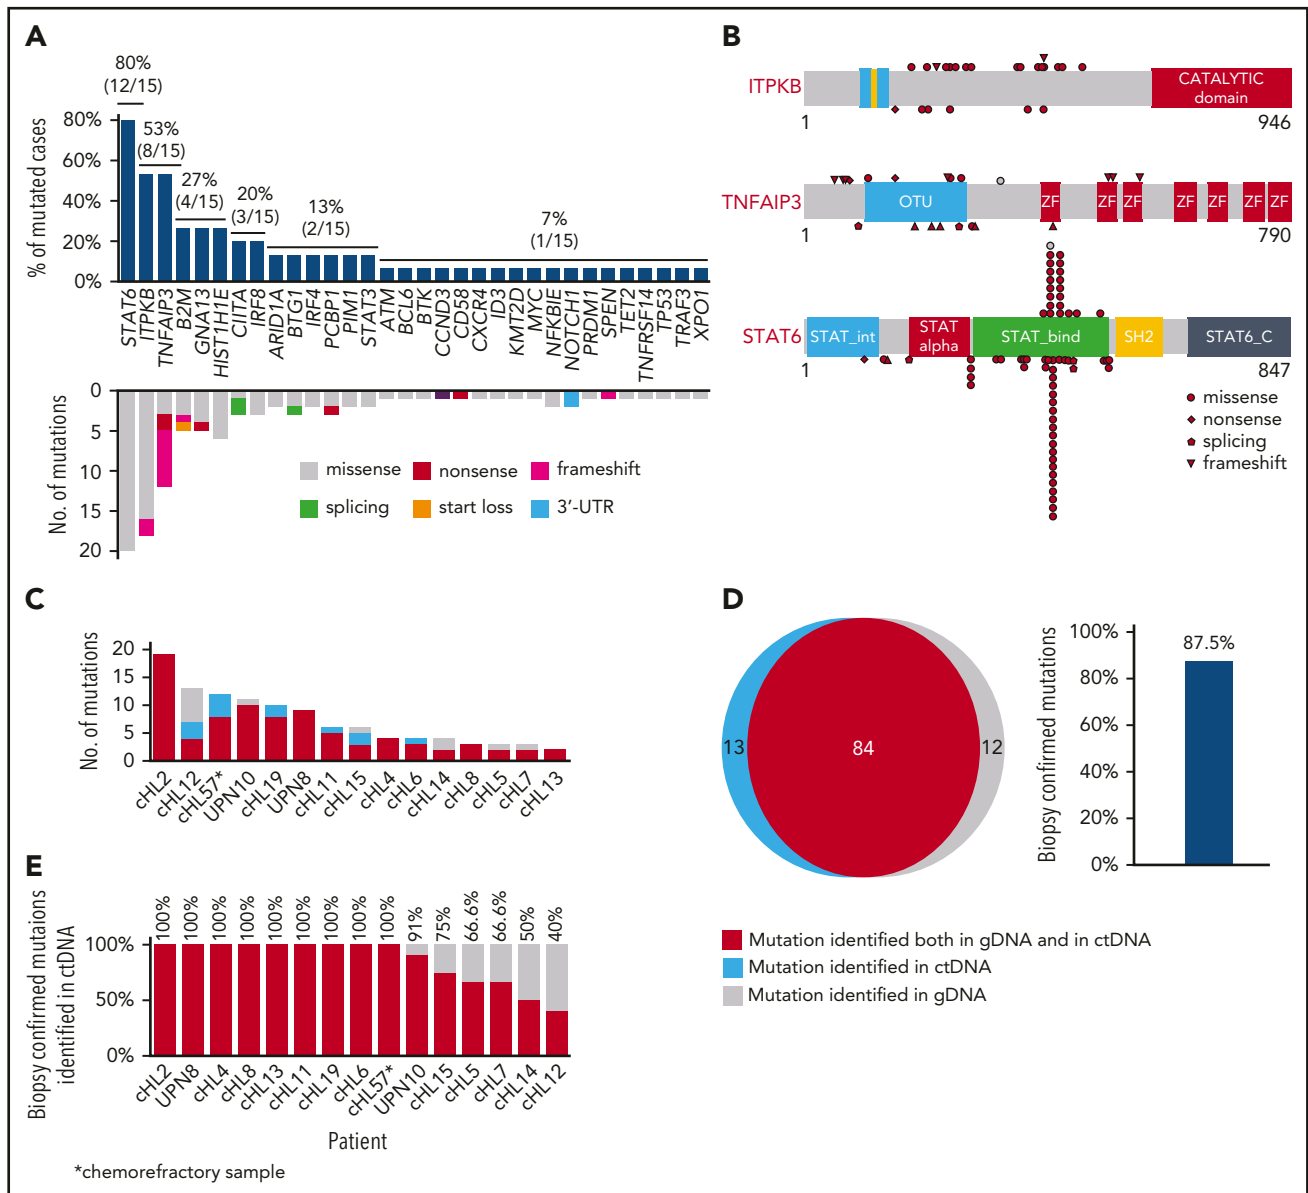 A
80%
(12/15)
53%
(8/15)
27%
(4/15)
20%
(3/15)
13%
(2/15)
7%
(1/15)
% of mutated cases
80%
60%
40%
20%
0%
STAT6
ITPKB
TNFAIP3
B2M
GNA13
HIST1H1E
CIITA
IRF8
ARID1A
BTG1
IRF4
PCBP1
PIM1
STAT3
ATM
BCL6
BTK
CCND3
CD58
CXCR4
ID3
KMT2D
MYC
NFKBIE
NOTCH1
PRDM1
SPEN
TET2
TNFRSF14
TP53
TRAF3
XPO1
No. of mutations
0
5
10
15
20
missense
nonsense
frameshift
splicing
start loss
3'-UTR
B
ITPKB
CATALYTIC
domain
1
946
TNFAIP3
OTU
ZF
ZF
ZF
ZF
ZF
ZF
ZF
1
790
STAT6
STAT_int
STAT
alpha
STAT_bind
SH2
STAT6_C
1
847
missense
nonsense
splicing
frameshift
C
No. of mutations
20
15
10
5
0
cHL2
cHL12
cHL57*
UPN10
cHL19
UPN8
cHL11
cHL15
cHL4
cHL6
cHL14
cHL8
cHL5
cHL7
cHL13
D
13
84
12
Biopsy confirmed mutations
100%
80%
60%
40%
20%
0%
87.5%
Mutation identified both in gDNA and in ctDNA
Mutation identified in ctDNA
Mutation identified in gDNA
E
Biopsy confirmed mutaions
identified in ctDNA
100%
50%
0%
100%
100%
100%
100%
100%
100%
100%
100%
100%
91%
75%
66.6%
66.6%
50%
40%
cHL2
UPN8
cHL4
cHL8
cHL13
cHL11
cHL19
cHL6
cHL57*
UPN10
cHL15
cHL5
cHL7
cHL14
cHL12
Patient
*chemorefractory sample